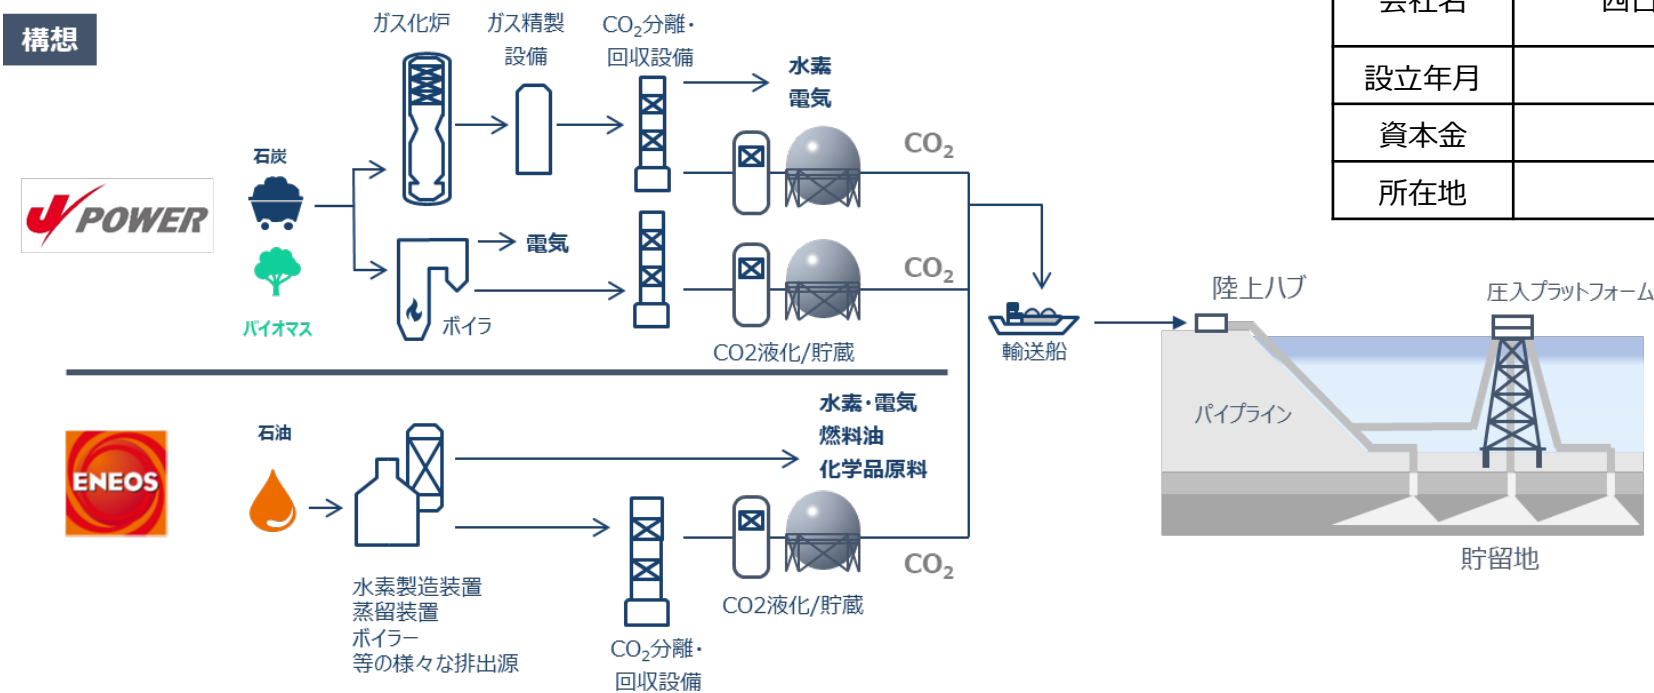 構想
ガス化炉
ガス精製
設備
CO₂分離・
回収設備
水素
電気
石炭
J POWER
バイオマス
電気
ボイラ
CO₂
CO₂
CO2液化/貯蔵
輸送船
会社名
設立年月
資本金
所在地
陸上ハブ
圧入プラットフォーム
パイプライン
貯留地
ENEOS
石油
水素・電気
燃料油
化学品原料
水素製造装置
蒸留装置
ボイラー
等の様々な排出源
CO₂分離・
回収設備
CO₂
CO2液化/貯蔵